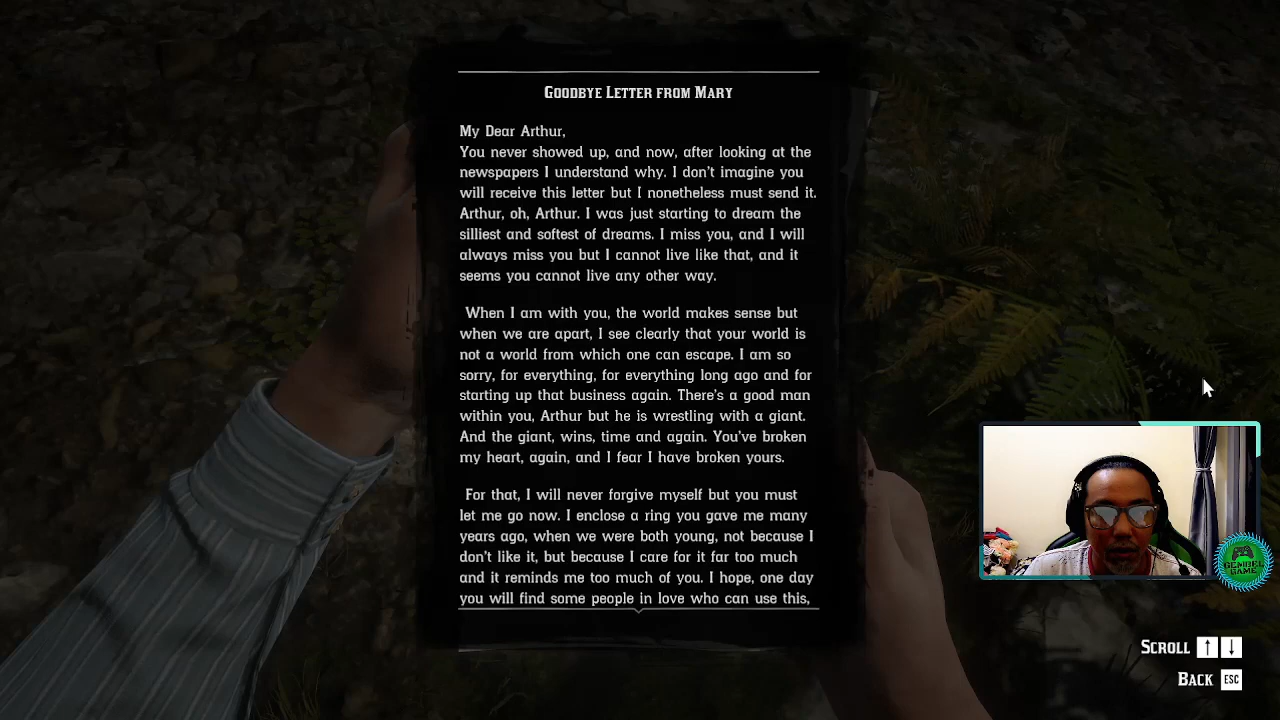 Goodbye Letter from Mary
My Dear Arthur,
You never showed up, and now, after looking at the
newspapers I understand why. I don't imagine you
will receive this letter but I nonetheless must send it.
Arthur, oh, Arthur. I was just starting to dream the
silliest and softest of dreams. I miss you, and I will
always miss you but I cannot live like that, and it
seems you cannot live any other way.
When I am with you, the world makes sense but
when we are apart, I see clearly that your world is
not a world from which one can escape. I am so
sorry, for everything, for everything long ago and for
starting up that business again. There's a good man
within you, Arthur but he is wrestling with a giant.
And the giant, wins, time and again. You've broken
my heart, again, and I fear I have broken yours.
For that, I will never forgive myself but you must
let me go now. I enclose a ring you gave me many
years ago, when we were both young, not because I
don't like it, but because I care for it far too much
and it reminds me too much of you. I hope, one day
you will find some people in love who can use this,
GEMBEL
GAME
Scroll ↑ ↓
Back ESC